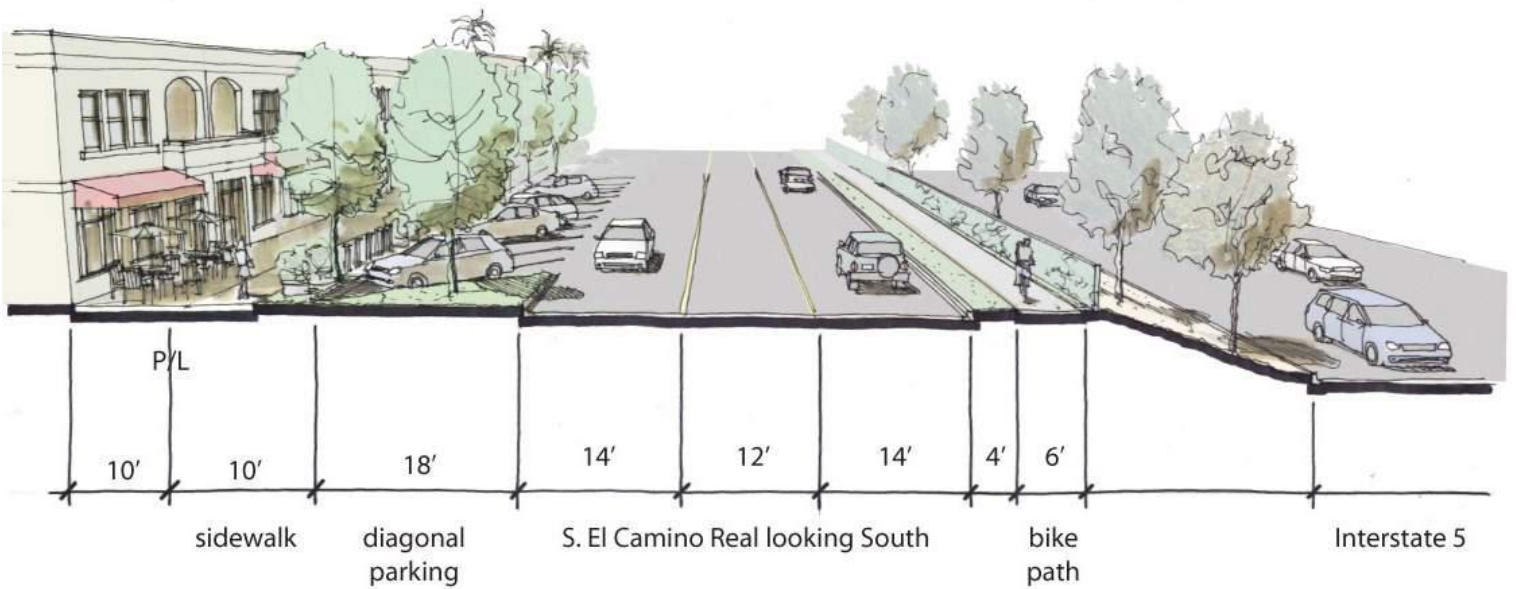 P/L
10′
10′
18′
14′
12′
14′
4′
6′
sidewalk
diagonal
parking
S. El Camino Real looking South
bike
path
Interstate 5